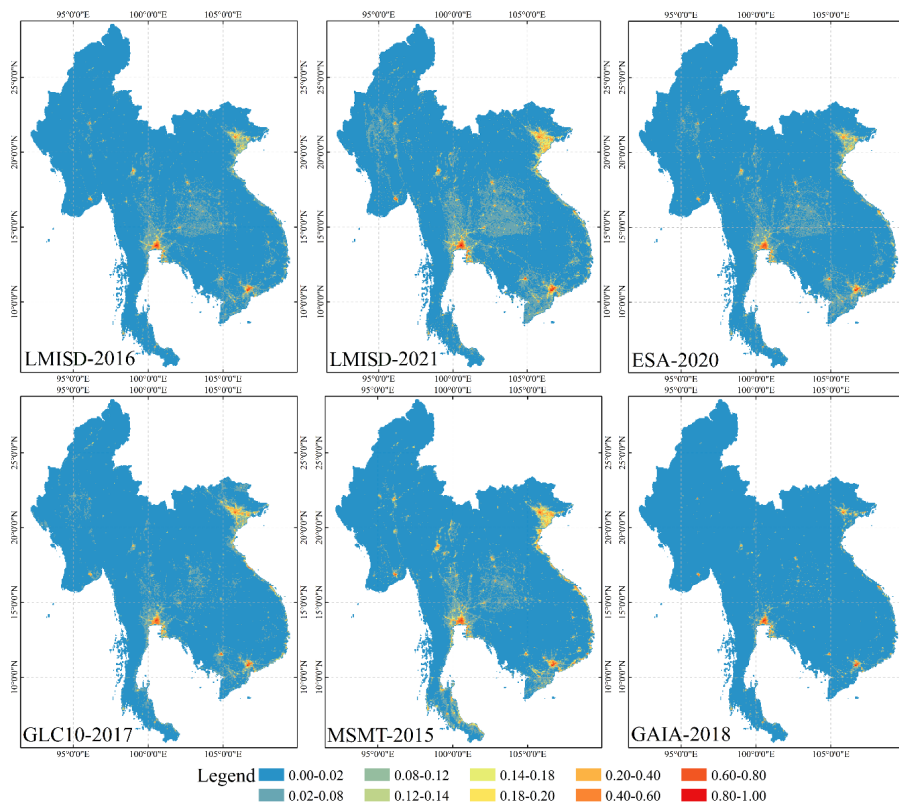 95°0'0"E 100°0'0"E 105°0'0"E 95°0'0"E 100°0'0"E 105°0'0"E 95°0'0"E 100°0'0"E 105°0'0"E
25°0'0"N 25°0'0"N 25°0'0"N
20°0'0"N 20°0'0"N 20°0'0"N
15°0'0"N 15°0'0"N 15°0'0"N
10°0'0"N 10°0'0"N 10°0'0"N
LMISD-2016 LMISD-2021 ESA-2020
95°0'0"E 100°0'0"E 105°0'0"E 95°0'0"E 100°0'0"E 105°0'0"E 95°0'0"E 100°0'0"E 105°0'0"E
95°0'0"E 100°0'0"E 105°0'0"E 95°0'0"E 100°0'0"E 105°0'0"E 95°0'0"E 100°0'0"E 105°0'0"E
25°0'0"N 25°0'0"N 25°0'0"N
20°0'0"N 20°0'0"N 20°0'0"N
15°0'0"N 15°0'0"N 15°0'0"N
10°0'0"N 10°0'0"N 10°0'0"N
GLC10-2017 MSMT-2015 GAIA-2018
95°0'0"E 100°0'0"E 105°0'0"E 95°0'0"E 100°0'0"E 105°0'0"E 95°0'0"E 100°0'0"E 105°0'0"E
Legend 0.00-0.02 0.08-0.12 0.14-0.18 0.20-0.40 0.60-0.80
0.02-0.08 0.12-0.14 0.18-0.20 0.40-0.60 0.80-1.00